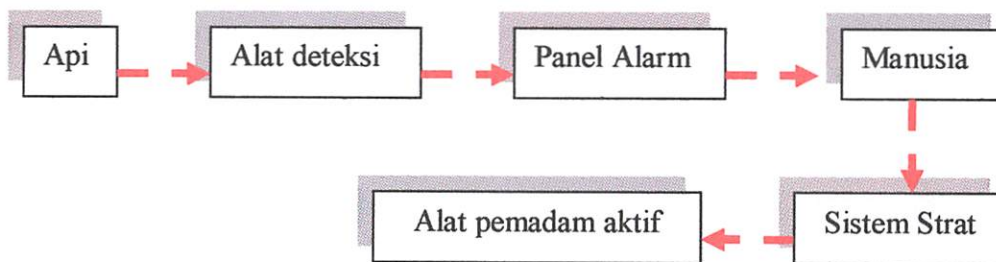 Api
Alat deteksi
Panel Alarm
Manusia
Sistem Strat
Alat pemadam aktif